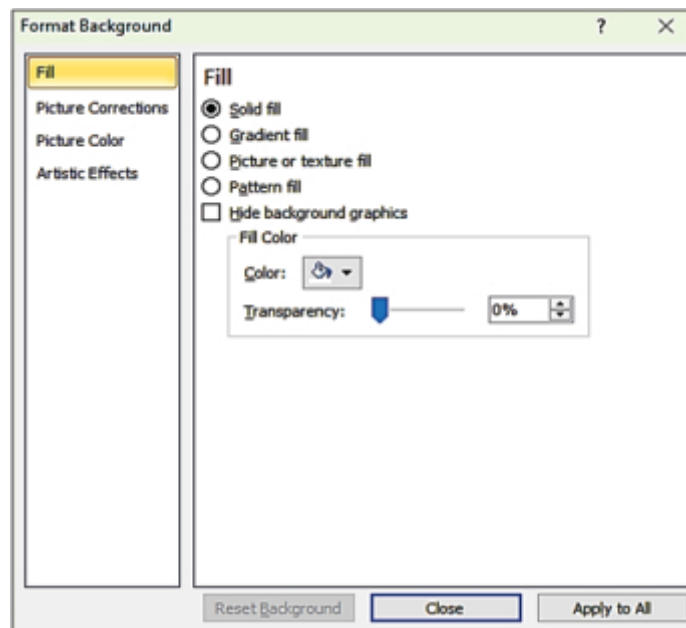 Format Background ?
Fill
Picture Corrections
Picture Color
Artistic Effects
Fill
Solid fill
Gradient fill
Picture or texture fill
Pattern fill
Hide background graphics
Fill Color
Color:
Transparency: 0%
Reset Background Close Apply to All